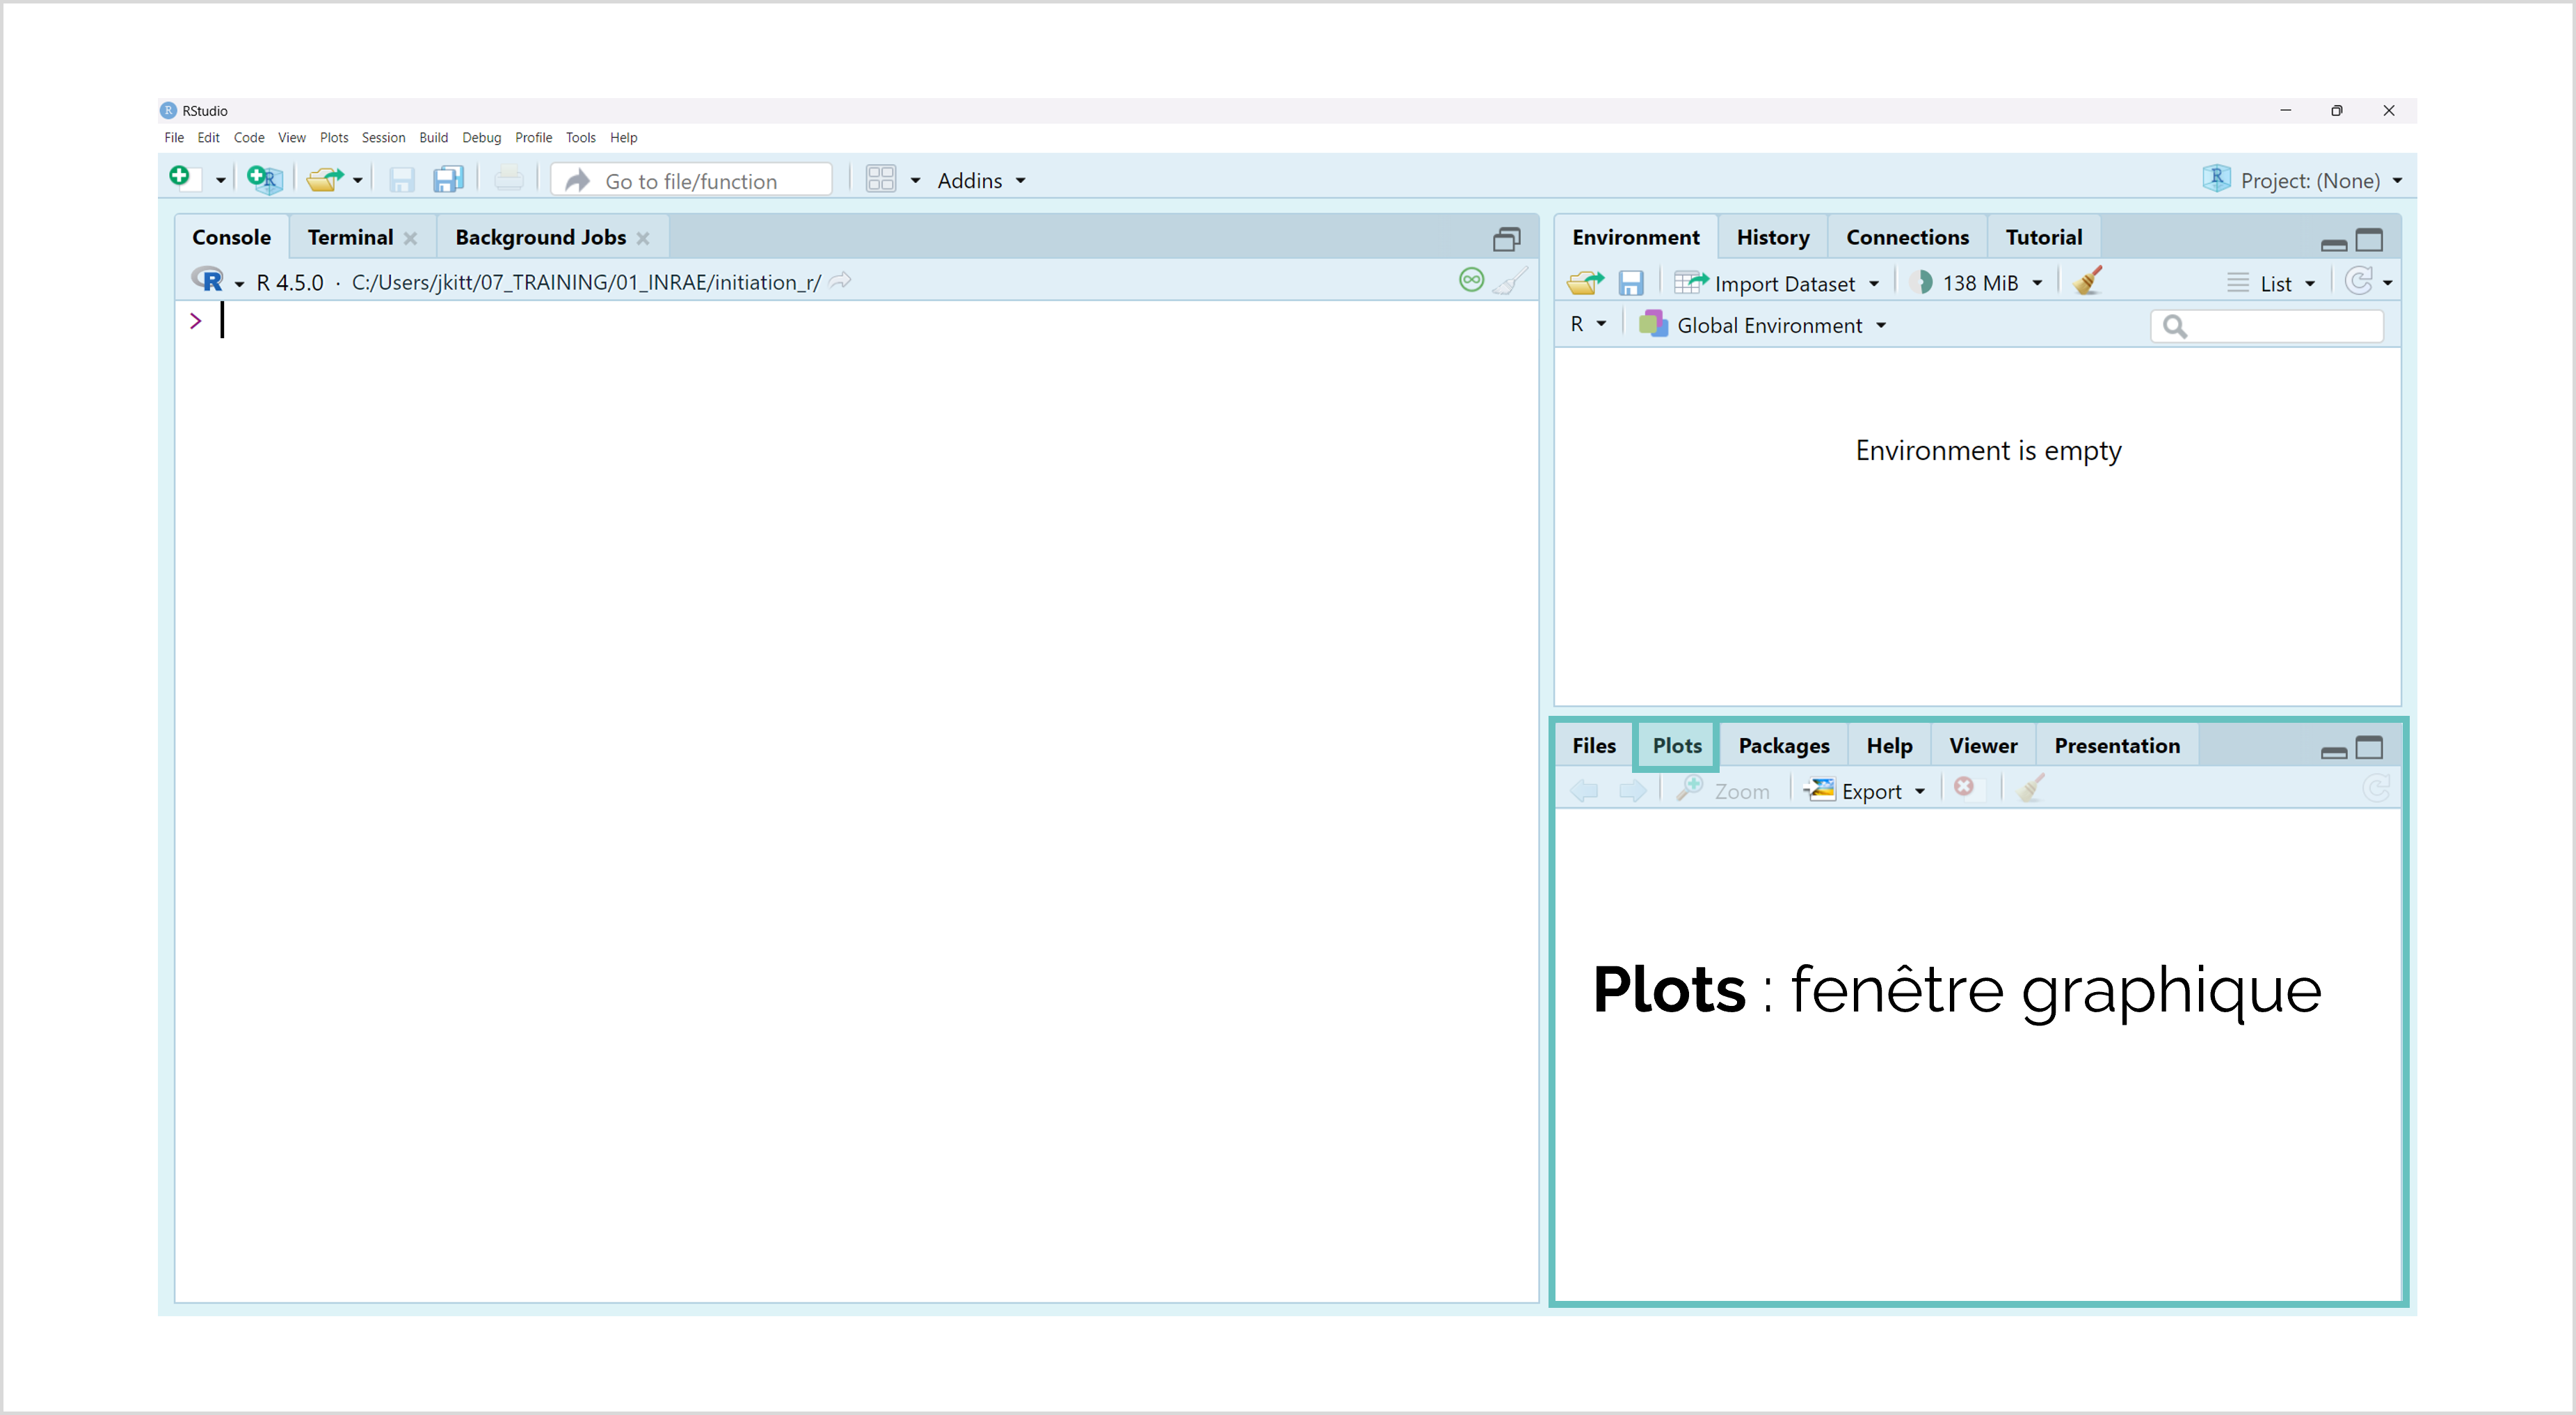 RStudio
File Edit Code View Plots Session Build Debug Profile Tools Help
Go to file/function Addins Project: (None)
Console Terminal Background Jobs
R 4.5.0 · C:/Users/jkitt/07_TRAINING/01_INRAE/initiation_r/
>
Environment History Connections Tutorial
Import Dataset 138 MiB List
R Global Environment
Environment is empty
Files Plots Packages Help Viewer Presentation
Zoom Export
Plots : fenêtre graphique